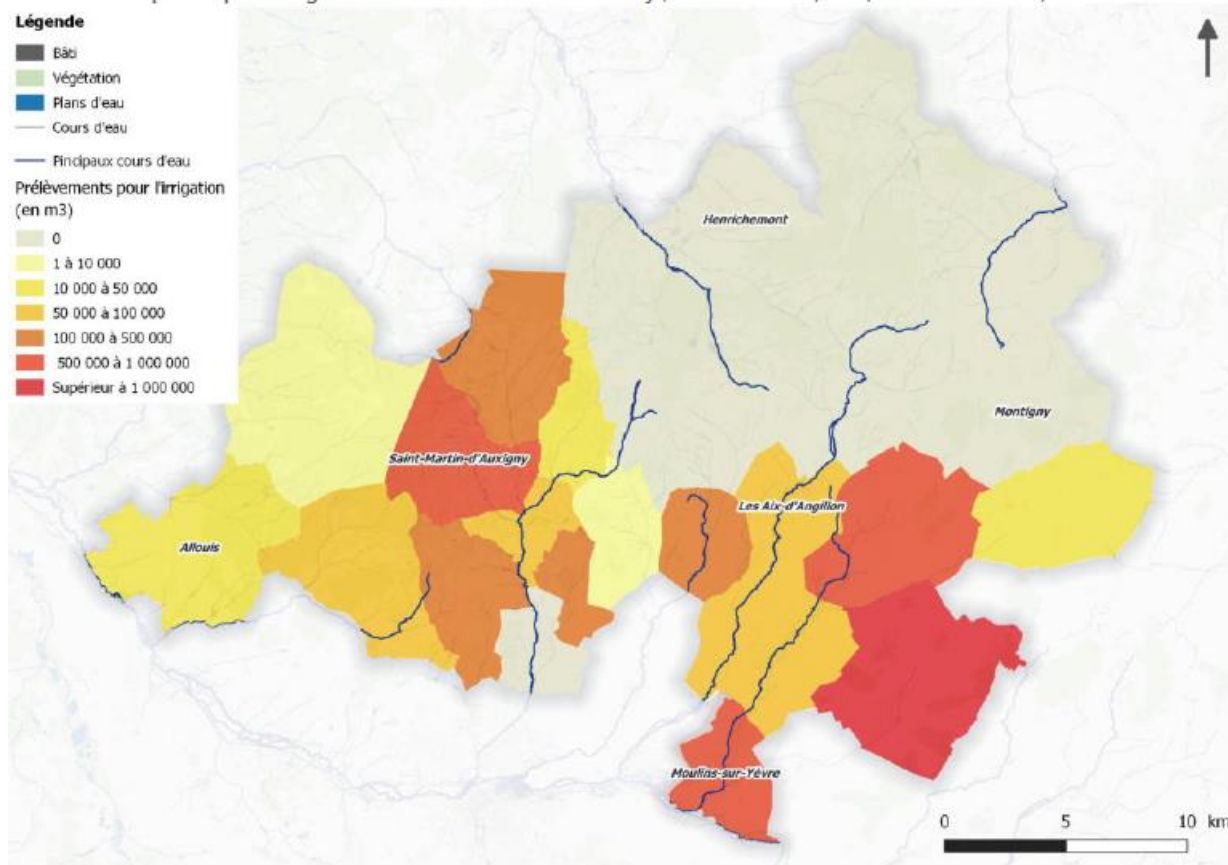 Légende
Bâti
Végétation
Plans d'eau
Cours d'eau
Pincipaux cours d'eau
Prélèvements pour l'irrigation
(en m3)
0
1 à 10 000
10 000 à 50 000
50 000 à 100 000
100 000 à 500 000
500 000 à 1 000 000
Supérieur à 1 000 000
Henrichemont
Montigny
Saint-Martin-d'Auxigny
Les Aix-d'Angillon
Allouis
Moulins-sur-Yèvre
0 5 10 km